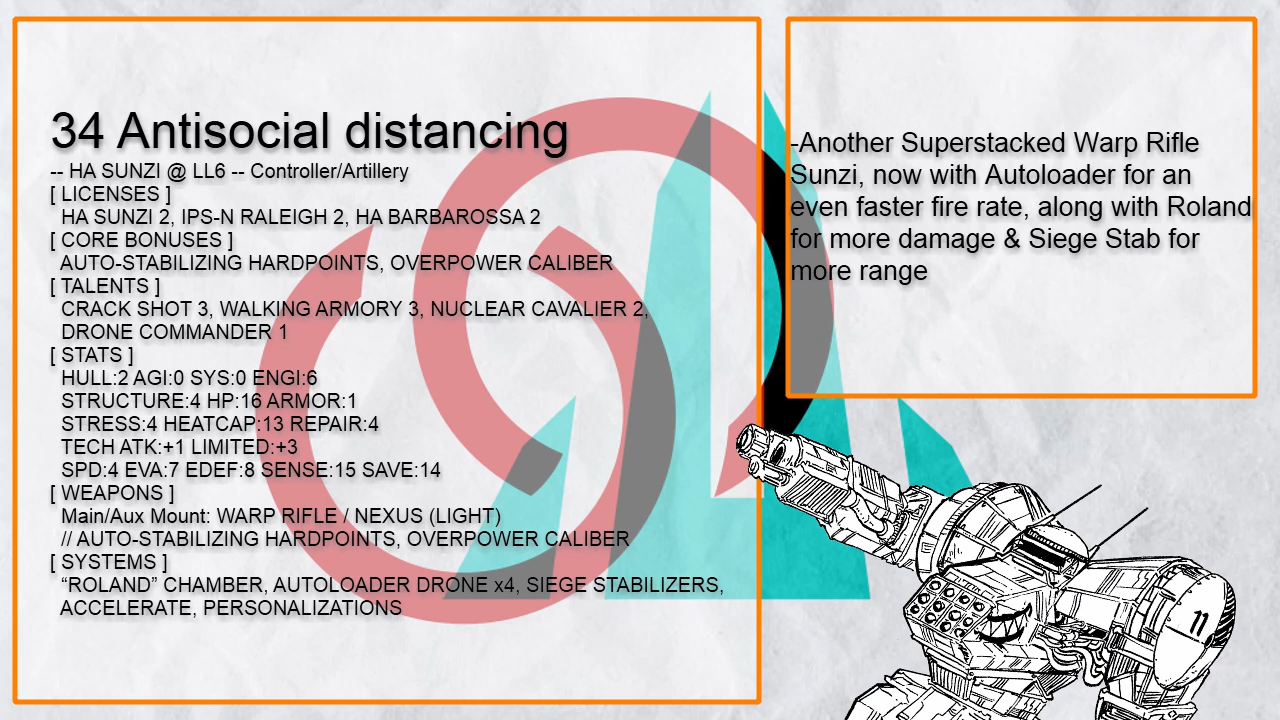 34 Antisocial distancing
-- HA SUNZI @ LL6 -- Controller/Artillery
[ LICENSES ]
HA SUNZI 2, IPS-N RALEIGH 2, HA BARBAROSSA 2
[ CORE BONUSES ]
AUTO-STABILIZING HARDPOINTS, OVERPOWER CALIBER
[ TALENTS ]
CRACK SHOT 3, WALKING ARMORY 3, NUCLEAR CAVALIER 2,
DRONE COMMANDER 1
[ STATS ]
HULL:2 AGI:0 SYS:0 ENGI:6
STRUCTURE:4 HP:16 ARMOR:1
STRESS:4 HEATCAP:13 REPAIR:4
TECH ATK:+1 LIMITED:+3
SPD:4 EVA:7 EDEF:8 SENSE:15 SAVE:14
[ WEAPONS ]
Main/Aux Mount: WARP RIFLE / NEXUS (LIGHT)
// AUTO-STABILIZING HARDPOINTS, OVERPOWER CALIBER
[ SYSTEMS ]
“ROLAND” CHAMBER, AUTOLOADER DRONE x4, SIEGE STABILIZERS,
ACCELERATE, PERSONALIZATIONS
-Another Superstacked Warp Rifle
Sunzi, now with Autoloader for an
even faster fire rate, along with Roland
for more damage & Siege Stab for
more range
11